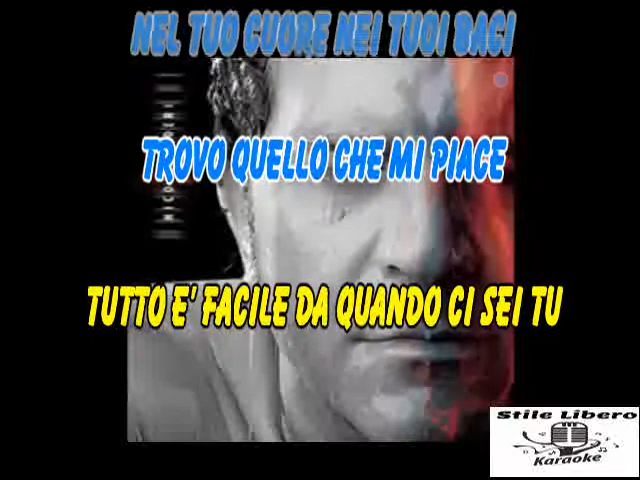 NEL TUO CUORE NEI TUOI BACI
TROVO QUELLO CHE MI PIACE
TUTTO E' FACILE DA QUANDO CI SEI TU
Stile Libero
Karaoke